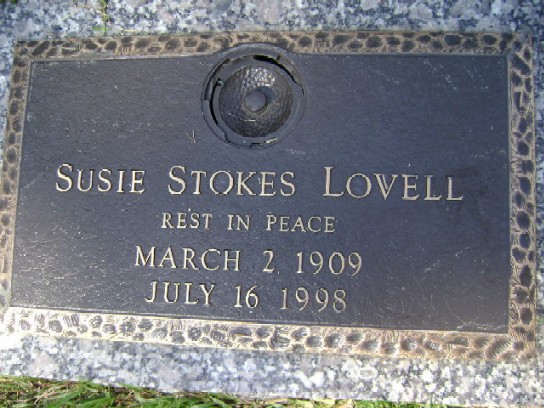 SUSIE STOKES LOVELL
REST IN PEACE
MARCH 2 1909
JULY 16 1998